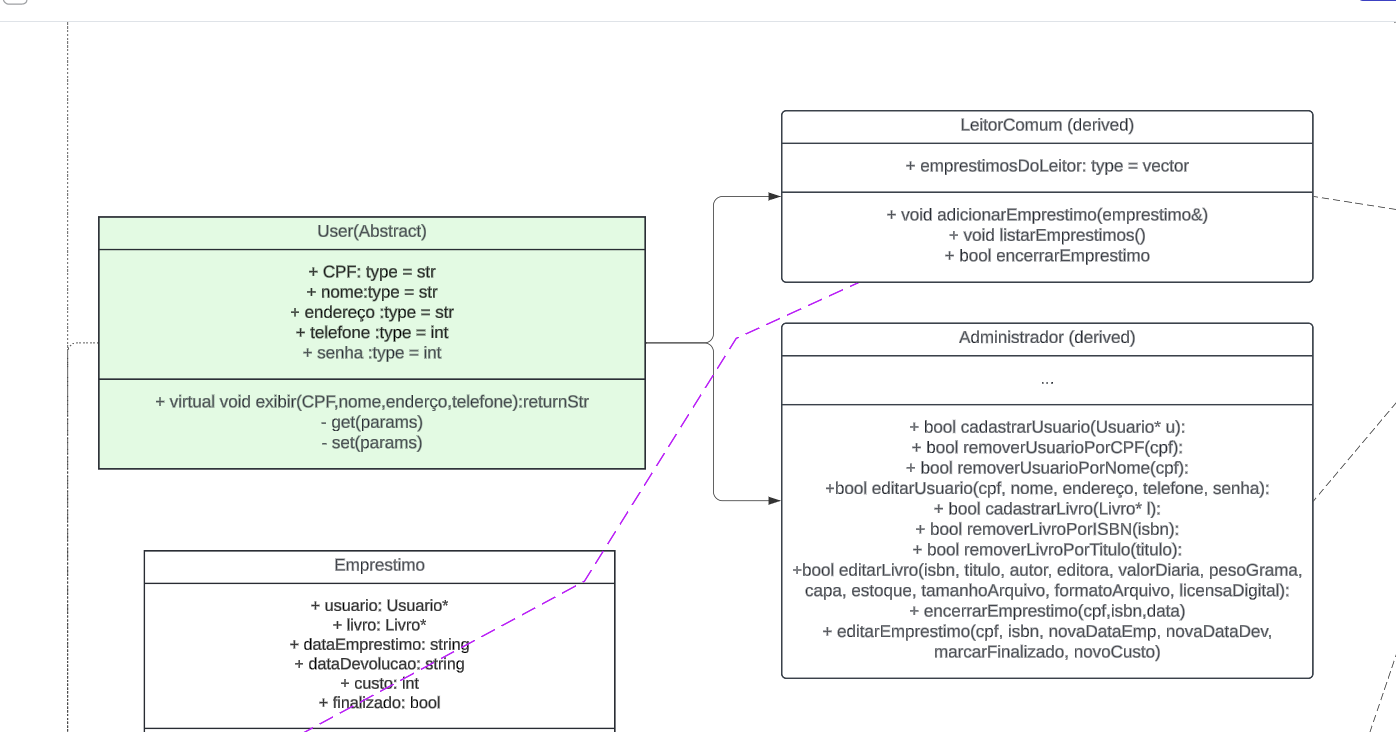 LeitorComum (derived)
+ emprestimosDoLeitor: type = vector
+ void adicionarEmprestimo(emprestimo&)
+ void listarEmprestimos()
+ bool encerrarEmprestimo
User(Abstract)
+ CPF: type = str
+ nome:type = str
+ endereço :type = str
+ telefone :type = int
+ senha :type = int
+ virtual void exibir(CPF,nome,enderço,telefone):returnStr
- get(params)
- set(params)
Administrador (derived)
...
+ bool cadastrarUsuario(Usuario* u):
+ bool removerUsuarioPorCPF(cpf):
+ bool removerUsuarioPorNome(cpf):
+bool editarUsuario(cpf, nome, endereço, telefone, senha):
+ bool cadastrarLivro(Livro* l):
+ bool removerLivroPorISBN(isbn):
+ bool removerLivroPorTitulo(titulo):
+bool editarLivro(isbn, titulo, autor, editora, valorDiaria, pesoGrama,
capa, estoque, tamanhoArquivo, formatoArquivo, licensaDigital):
+ encerrarEmprestimo(cpf,isbn,data)
+ editarEmprestimo(cpf, isbn, novaDataEmp, novaDataDev,
marcarFinalizado, novoCusto)
Emprestimo
+ usuario: Usuario*
+ livro: Livro*
+ dataEmprestimo: string
+ dataDevolucao: string
+ custo: int
+ finalizado: bool